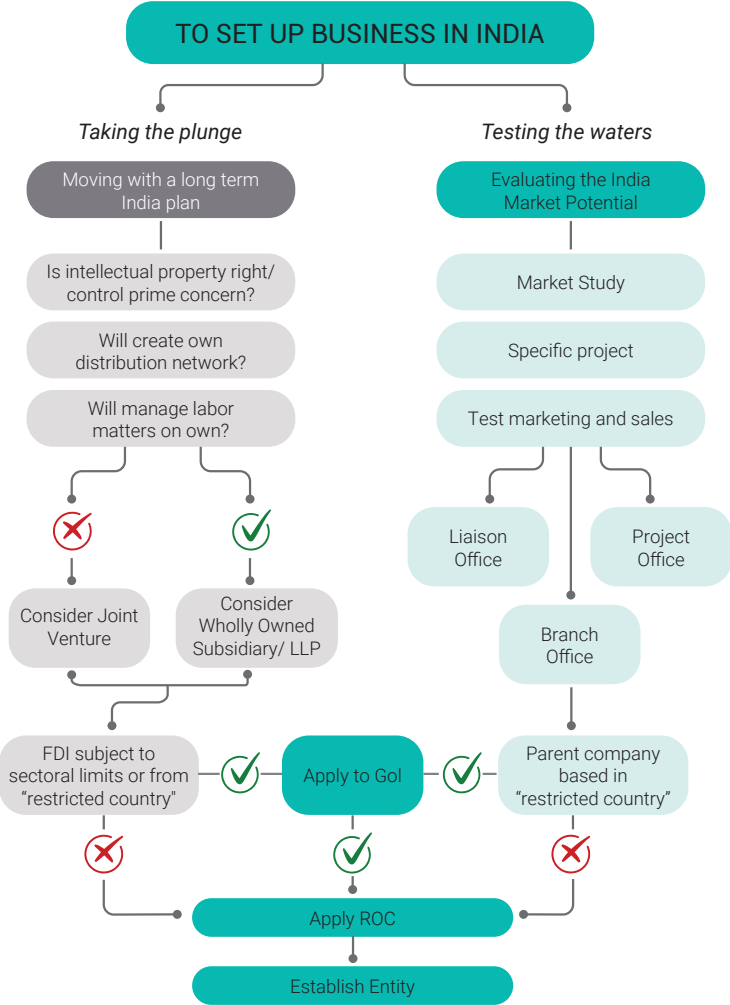 TO SET UP BUSINESS IN INDIA
Taking the plunge
Testing the waters
Moving with a long term
India plan
Evaluating the India
Market Potential
Is intellectual property right/
control prime concern?
Market Study
Will create own
distribution network?
Specific project
Will manage labor
matters on own?
Test marketing and sales
Liaison
Office
Project
Office
Consider Joint
Venture
Consider
Wholly Owned
Subsidiary/ LLP
Branch
Office
FDI subject to
sectoral limits or from
“restricted country"
Apply to GoI
Parent company
based in
“restricted country”
Apply ROC
Establish Entity